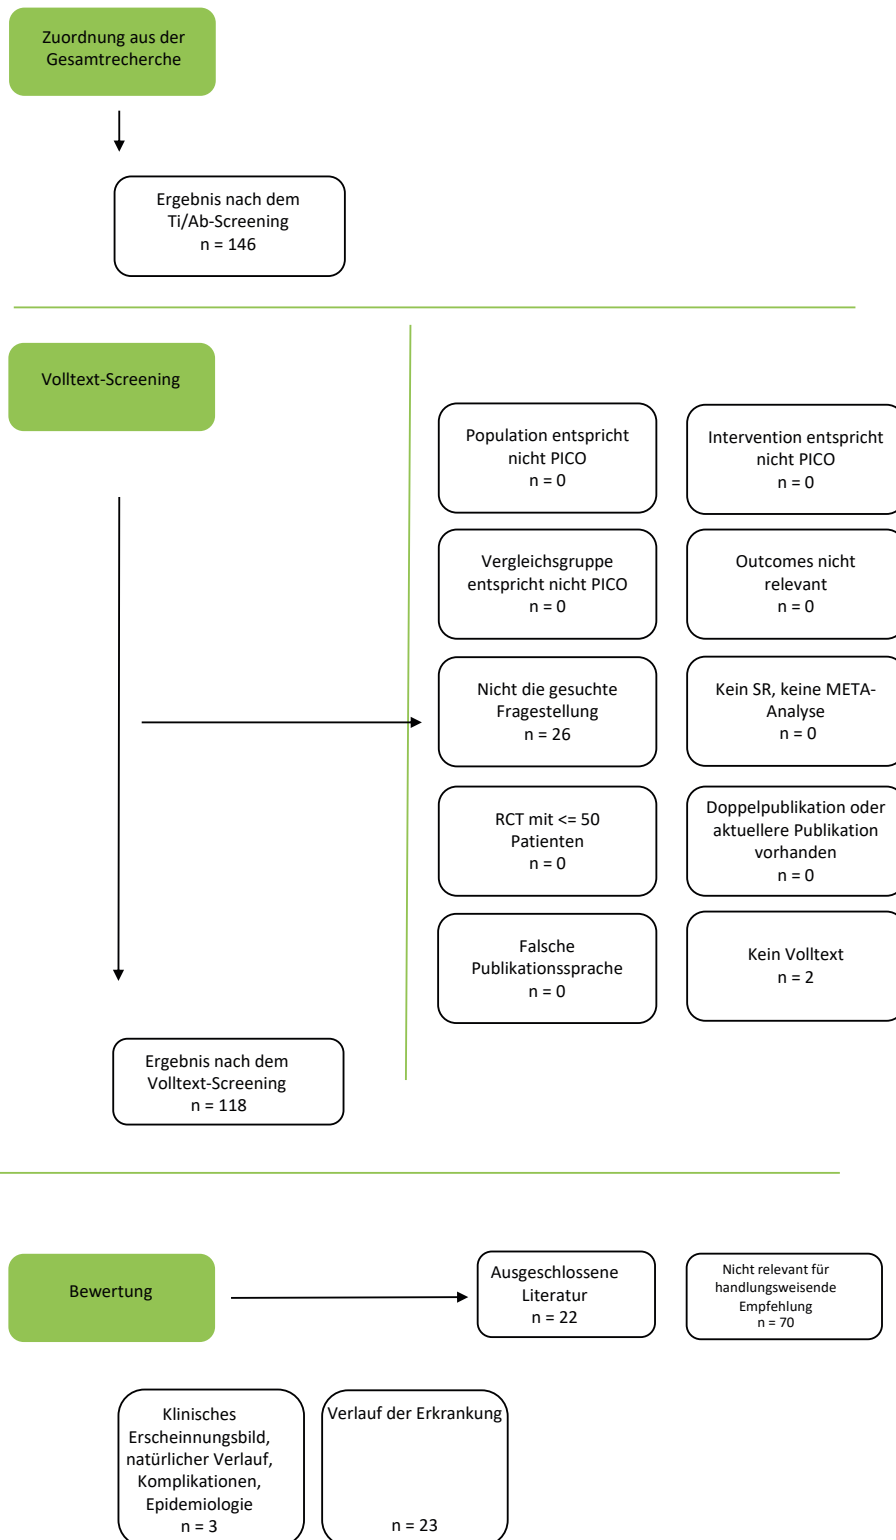 Zuordnung aus der
Gesamtrecherche
Ergebnis nach dem
Ti/Ab-Screening
n = 146
Volltext-Screening
Population entspricht
nicht PICO
n = 0
Intervention entspricht
nicht PICO
n = 0
Vergleichsgruppe
entspricht nicht PICO
n = 0
Outcomes nicht
relevant
n = 0
Nicht die gesuchte
Fragestellung
n = 26
Kein SR, keine META-
Analyse
n = 0
RCT mit <= 50
Patienten
n = 0
Doppelpublikation oder
aktuellere Publikation
vorhanden
n = 0
Falsche
Publikationssprache
n = 0
Kein Volltext
n = 2
Ergebnis nach dem
Volltext-Screening
n = 118
Bewertung
Ausgeschlossene
Literatur
n = 22
Nicht relevant für
handlungsweisende
Empfehlung
n = 70
Klinisches
Erscheinnungsbild,
natürlicher Verlauf,
Komplikationen,
Epidemiologie
n = 3
Verlauf der Erkrankung
n = 23